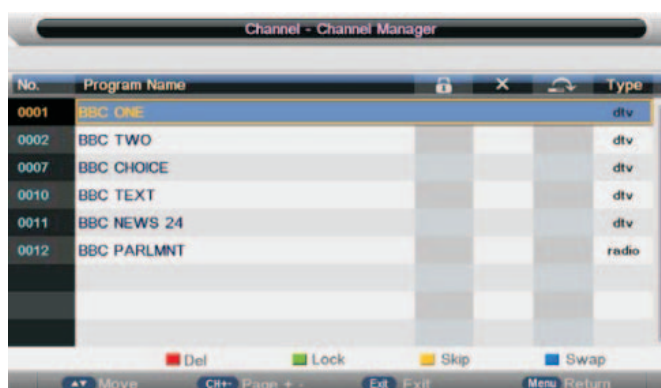 Channel - Channel Manager
No. Program Name Type
0001 BBC ONE dtv
0002 BBC TWO dtv
0007 BBC CHOICE dtv
0010 BBC TEXT dtv
0011 BBC NEWS 24 dtv
0012 BBC PARLMNT radio
Del Lock Skip Swap
Move CH+- Page + - Exit Exit Menu Return